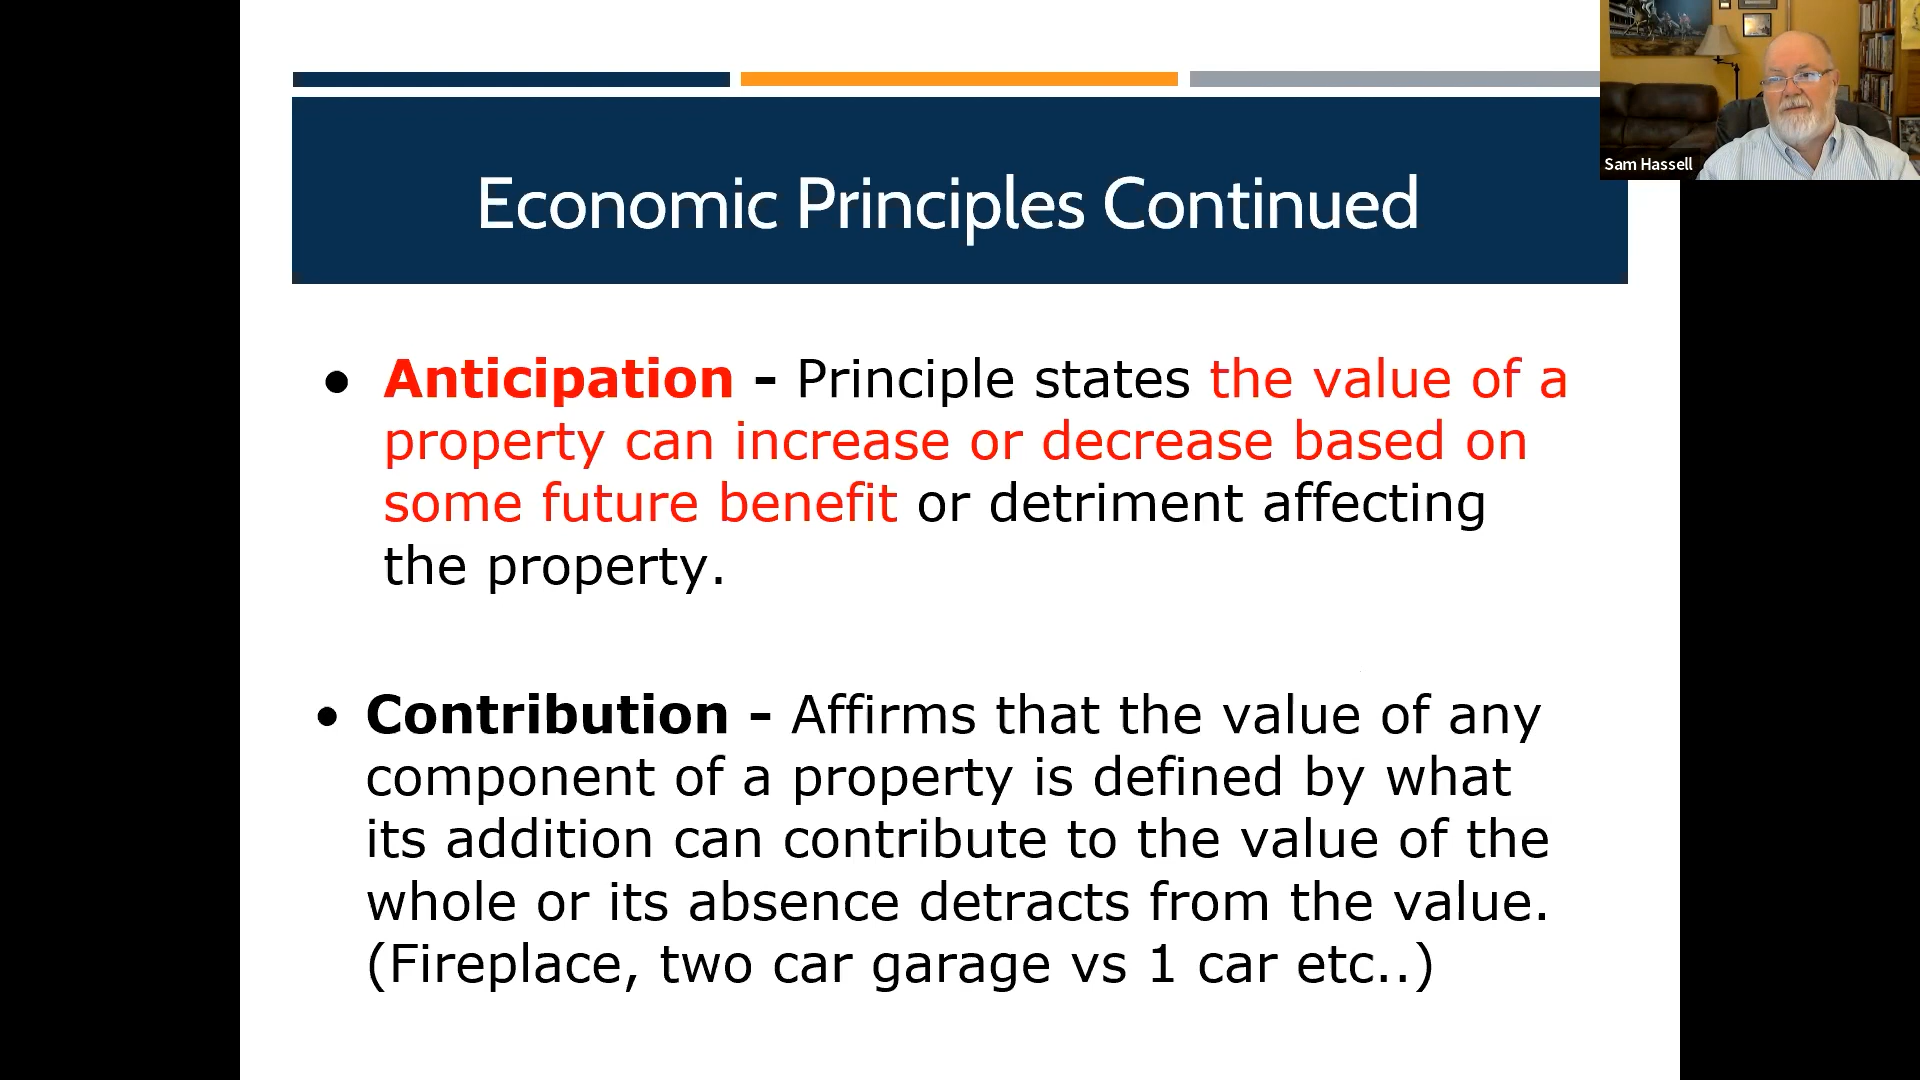 Economic Principles Continued
Sam Hassell
• Anticipation - Principle states the value of a
property can increase or decrease based on
some future benefit or detriment affecting
the property.
• Contribution - Affirms that the value of any
component of a property is defined by what
its addition can contribute to the value of the
whole or its absence detracts from the value.
(Fireplace, two car garage vs 1 car etc..)